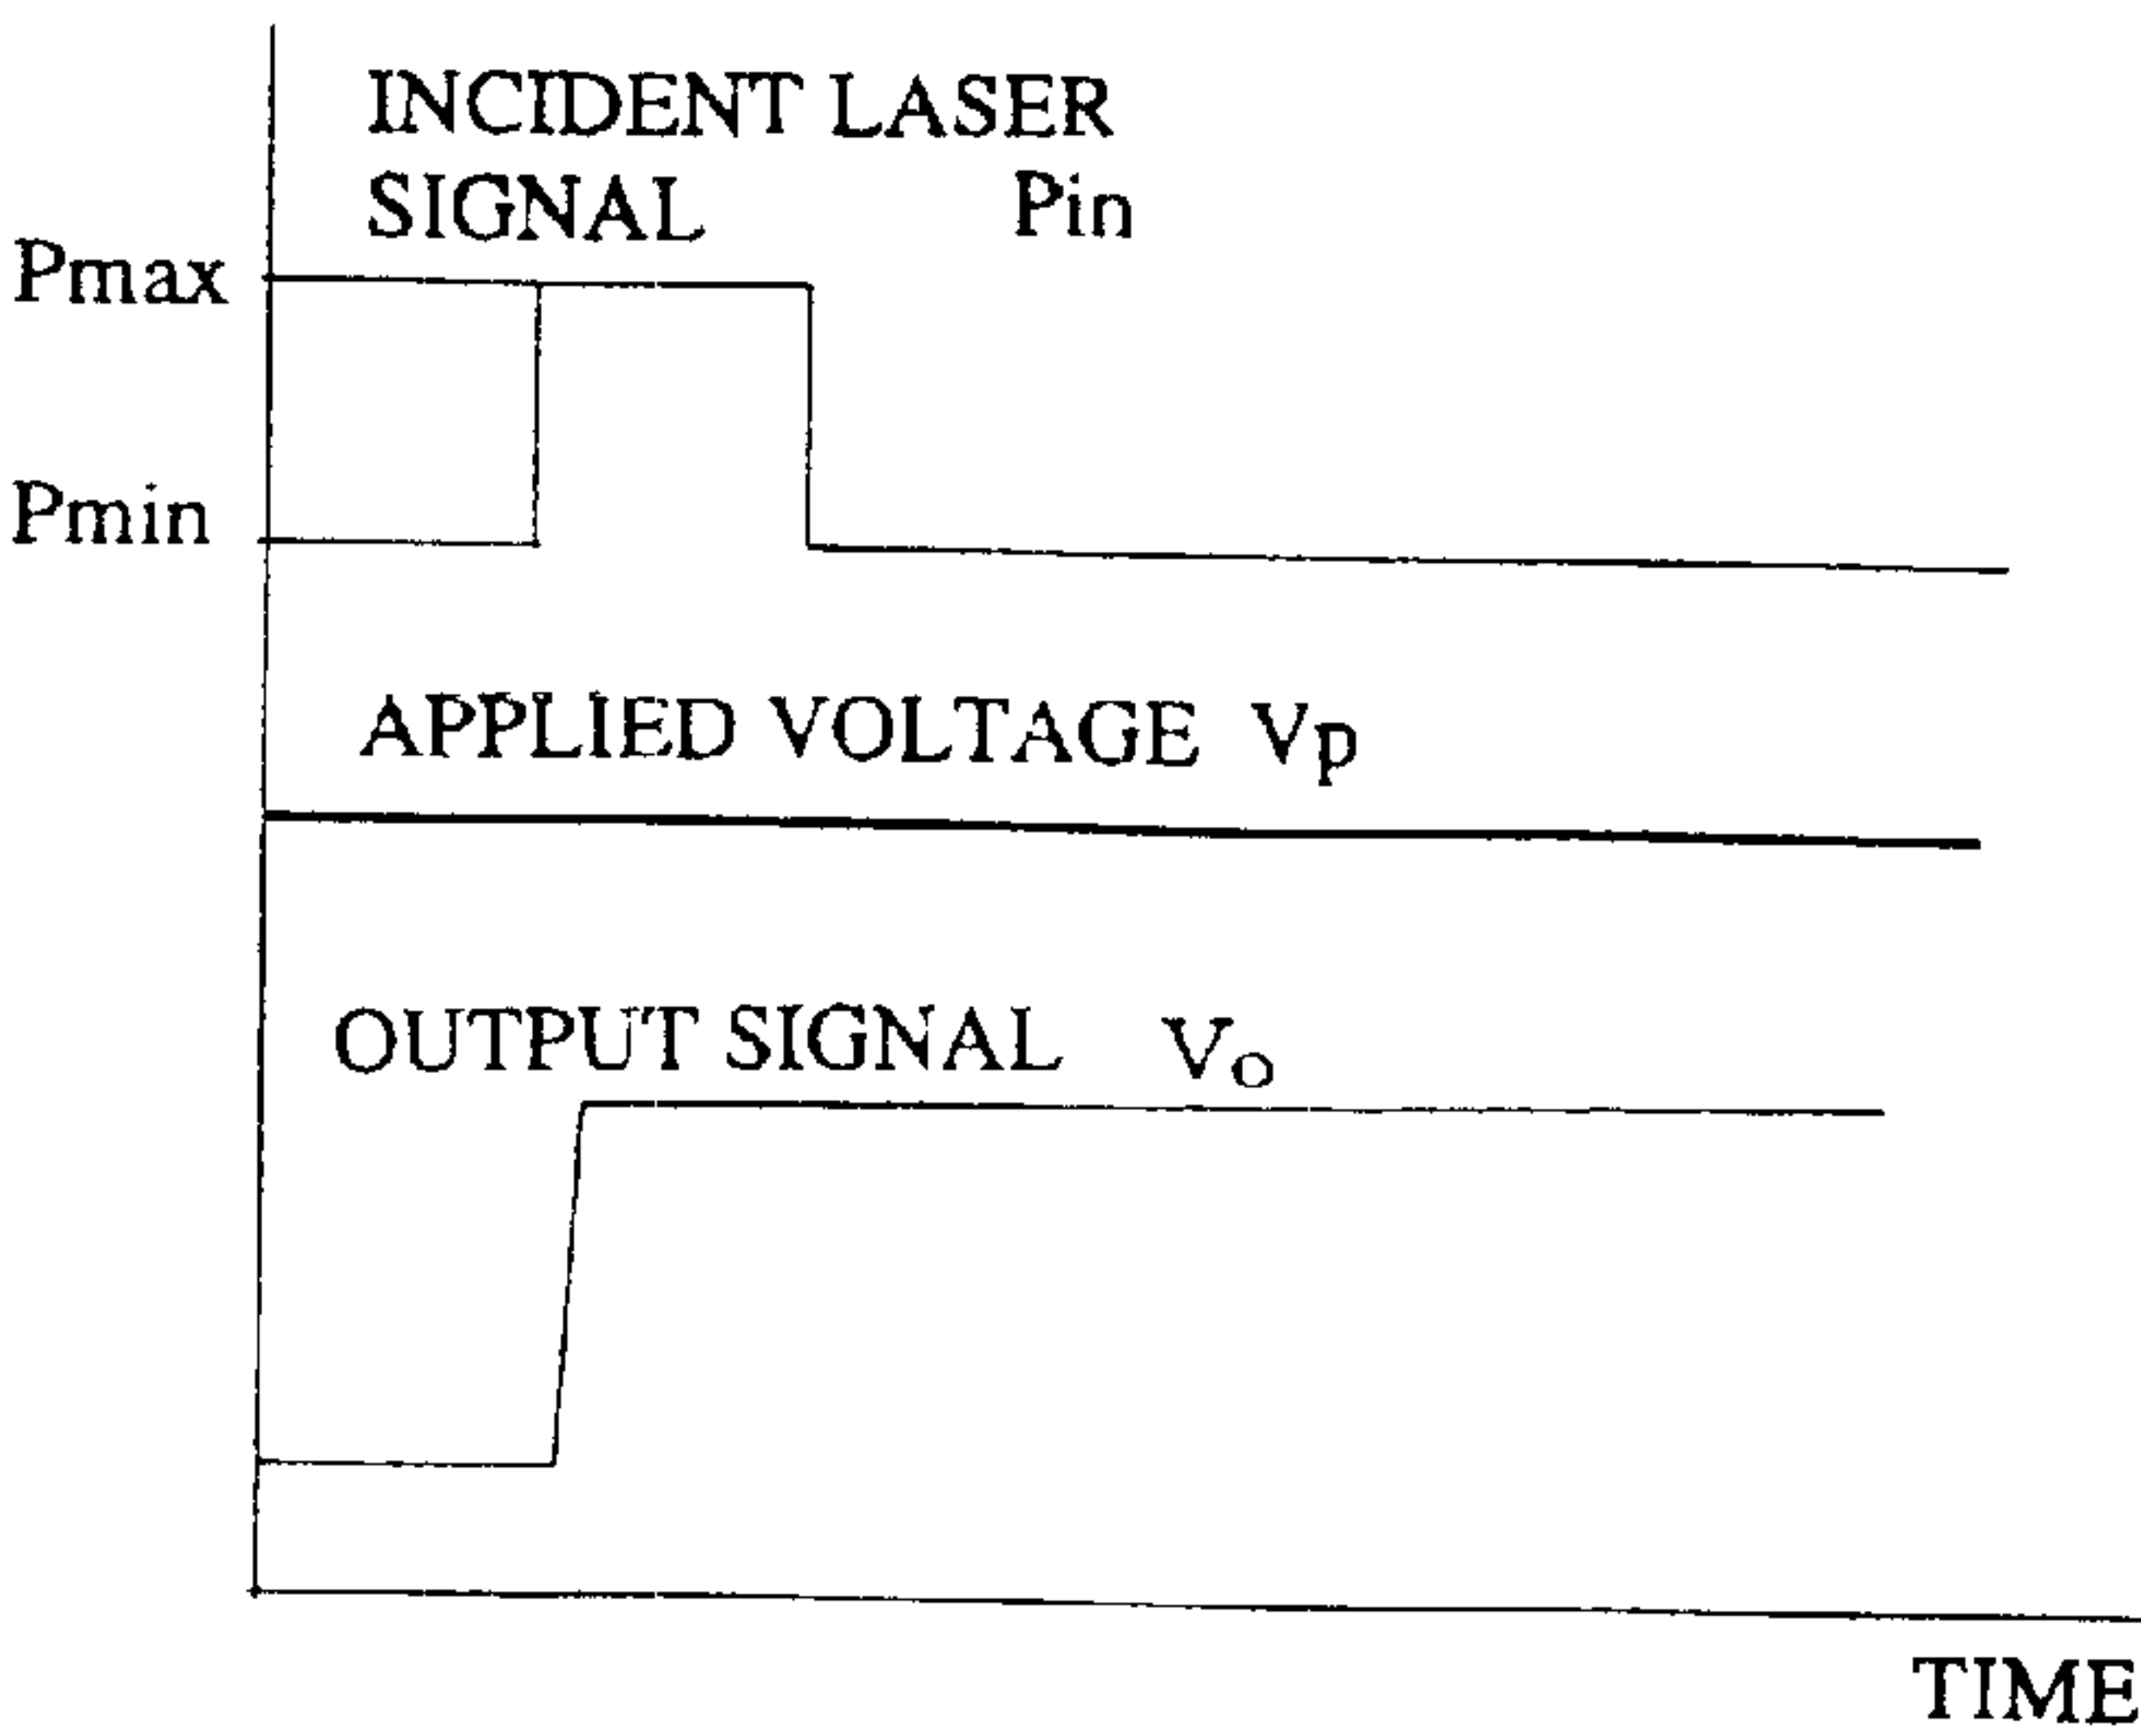 INCIDENT LASER
SIGNAL Pin
Pmax
Pmin
APPLIED VOLTAGE Vp
OUTPUT SIGNAL Vo
TIME